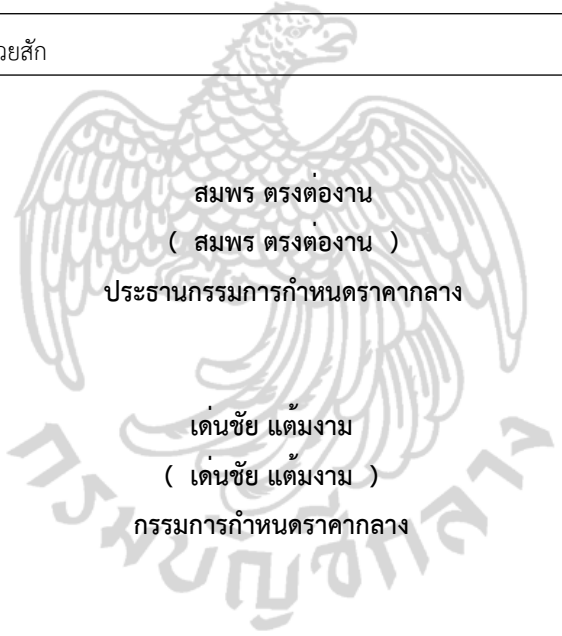 วยสัก
สมพร ตรงต่องาน
( สมพร ตรงต่องาน )
ประธานกรรมการกำหนดราคากลาง
เด่นชัย แต้มงาม
( เด่นชัย แต้มงาม )
กรรมการกำหนดราคากลาง
กรมบัญชีกลาง